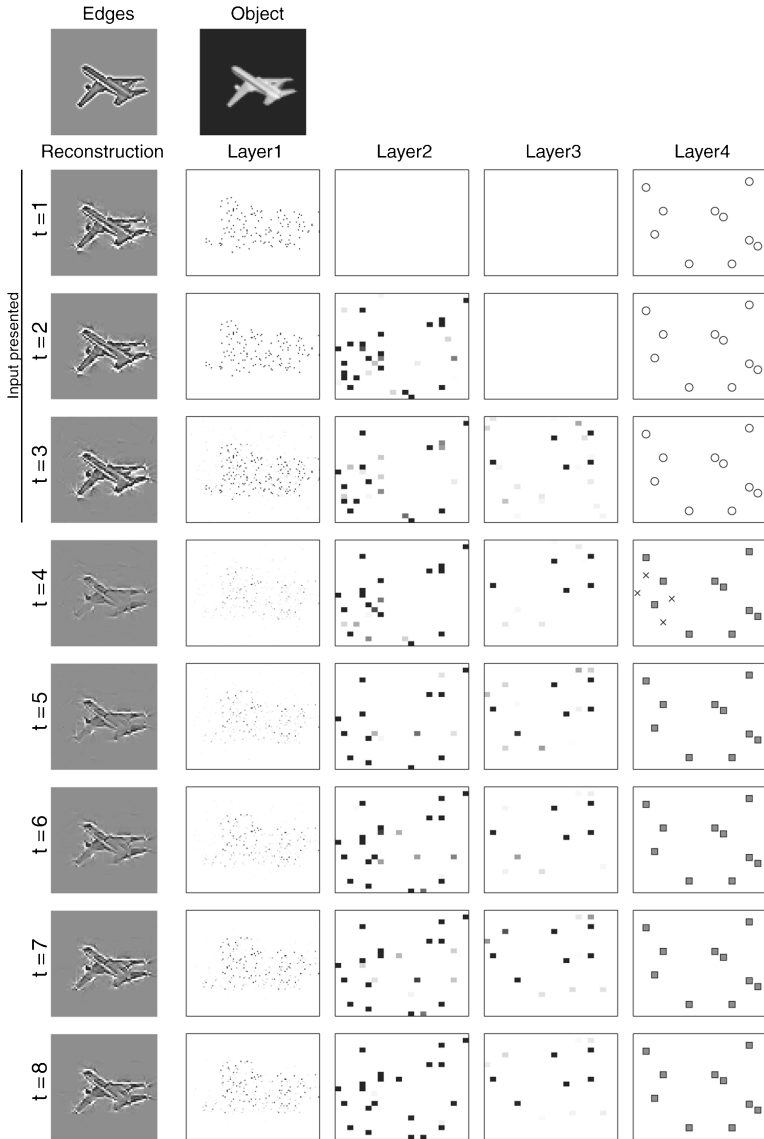 Edges Object
Reconstruction Layer1 Layer2 Layer3 Layer4
Input presented
t=1
t=2
t=3
t=4
t=5
t=6
t=7
t=8